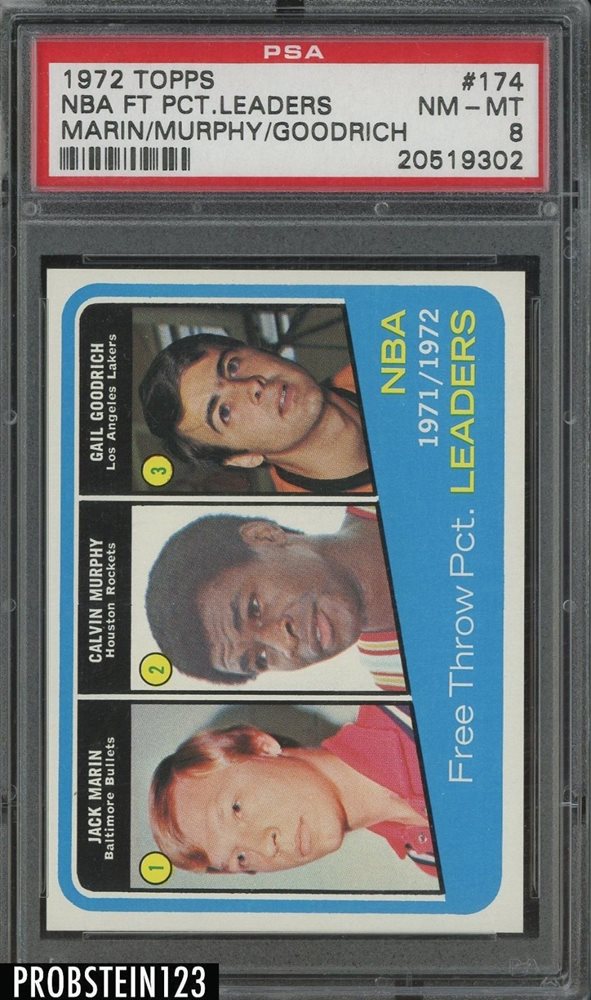 PSA
1972 TOPPS #174
NBA FT PCT.LEADERS NM-MT
MARIN/MURPHY/GOODRICH 8
20519302
JACK MARIN
Baltimore Bullets
1
CALVIN MURPHY
Houston Rockets
2
GAIL GOODRICH
Los Angeles Lakers
3
NBA
1971/1972
Free Throw Pct. LEADERS
PROBSTEIN123